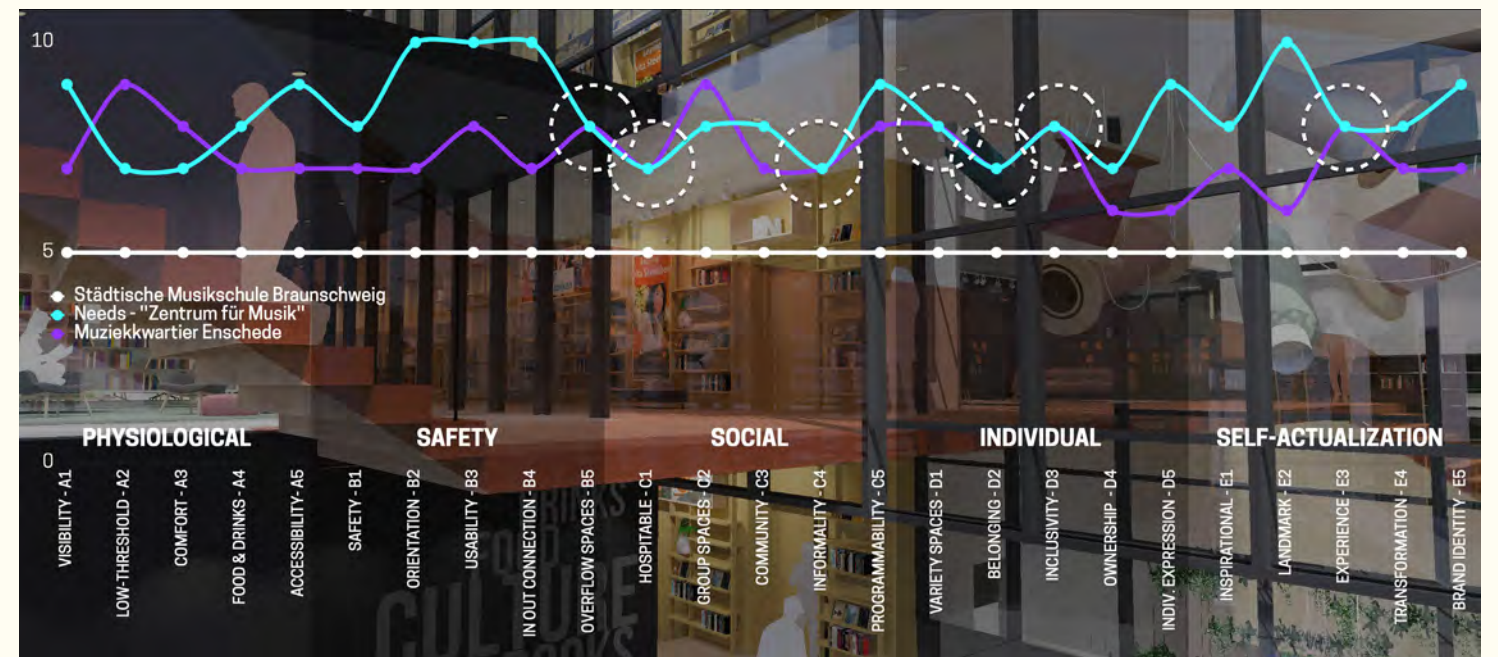 10
5
Städtische Musikschule Braunschweig
Needs - "Zentrum für Musik"
Muziekkwartier Enschede
PHYSIOLOGICAL
SAFETY
SOCIAL
INDIVIDUAL
SELF-ACTUALIZATION
0
VISIBILITY - A1
LOW-THRESHOLD - A2
COMFORT - A3
FOOD & DRINKS - A4
ACCESSIBILITY- A5
SAFETY - B1
ORIENTATION - B2
USABILITY - B3
IN OUT CONNECTION - B4
OVERFLOW SPACES - B5
HOSPITABLE - C1
GROUP SPACES - C2
COMMUNITY - C3
INFORMALITY - C4
PROGRAMMABILITY - C5
VARIETY SPACES - D1
BELONGING - D2
INCLUSIVITY - D3
OWNERSHIP - D4
INDIV. EXPRESSION - D5
INSPIRATIONAL - E1
LANDMARK - E2
EXPERIENCE - E3
TRANSFORMATION - E4
BRAND IDENTITY - E5
DRINKS
FOOD
CULTURE